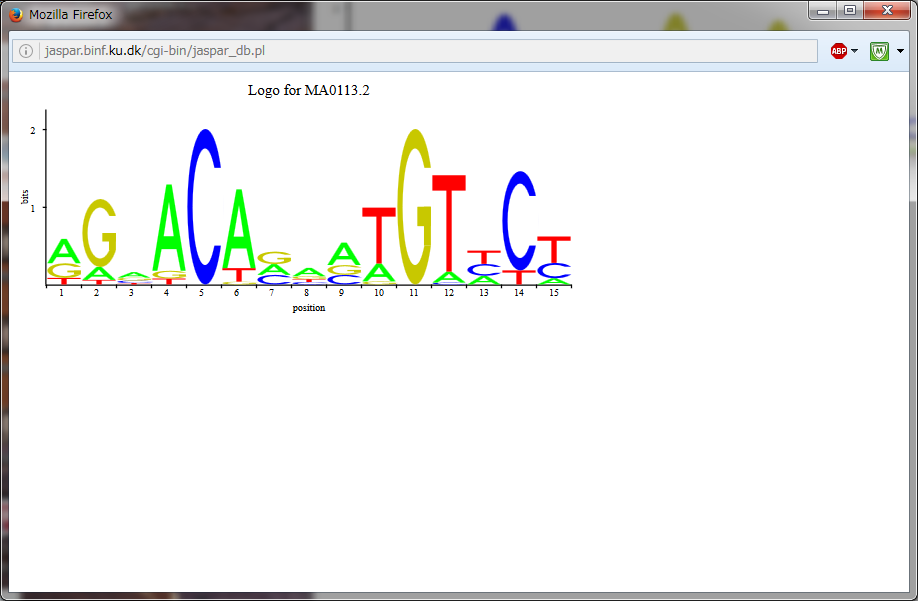 Mozilla Firefox
jaspar.binf.ku.dk/cgi-bin/jaspar_db.pl
ABP
M
Logo for MA0113.2
2
bits
1
A G A A C A G A A T G T T C T
G A G G T A A G A C C T C
T T T C T C A A T A
1 2 3 4 5 6 7 8 9 10 11 12 13 14 15
position